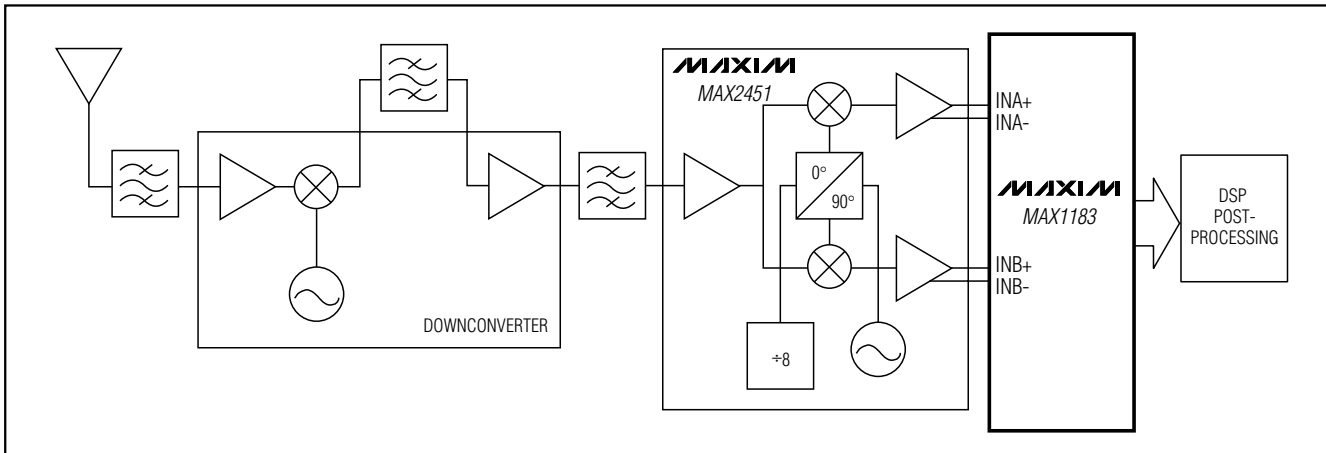 DOWNCONVERTER
MAXIM
MAX2451
0°
90°
÷8
INA+
INA-
MAXIM
MAX1183
INB+
INB-
DSP
POST-
PROCESSING